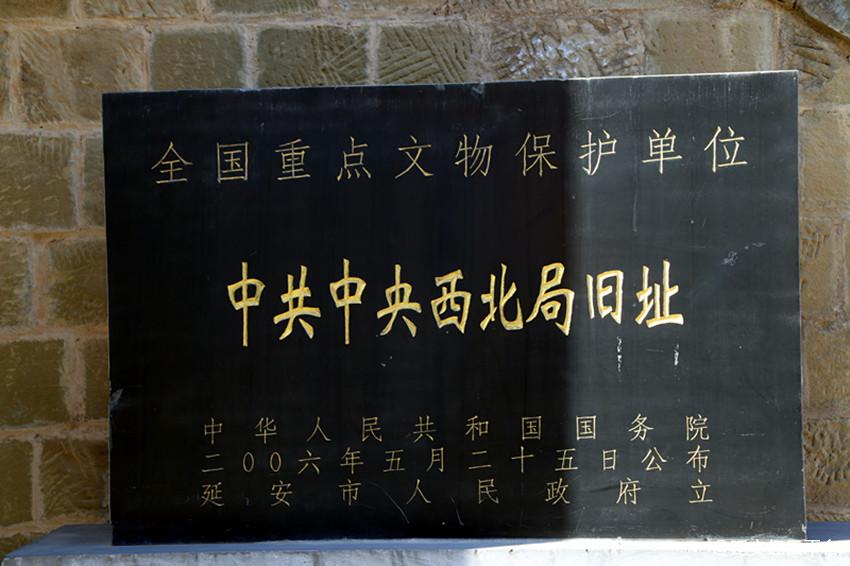 全国重点文物保护单位
中共中央西北局旧址
中华人民共和国国务院
二00六年五月二十五日公布
延安市人民政府立